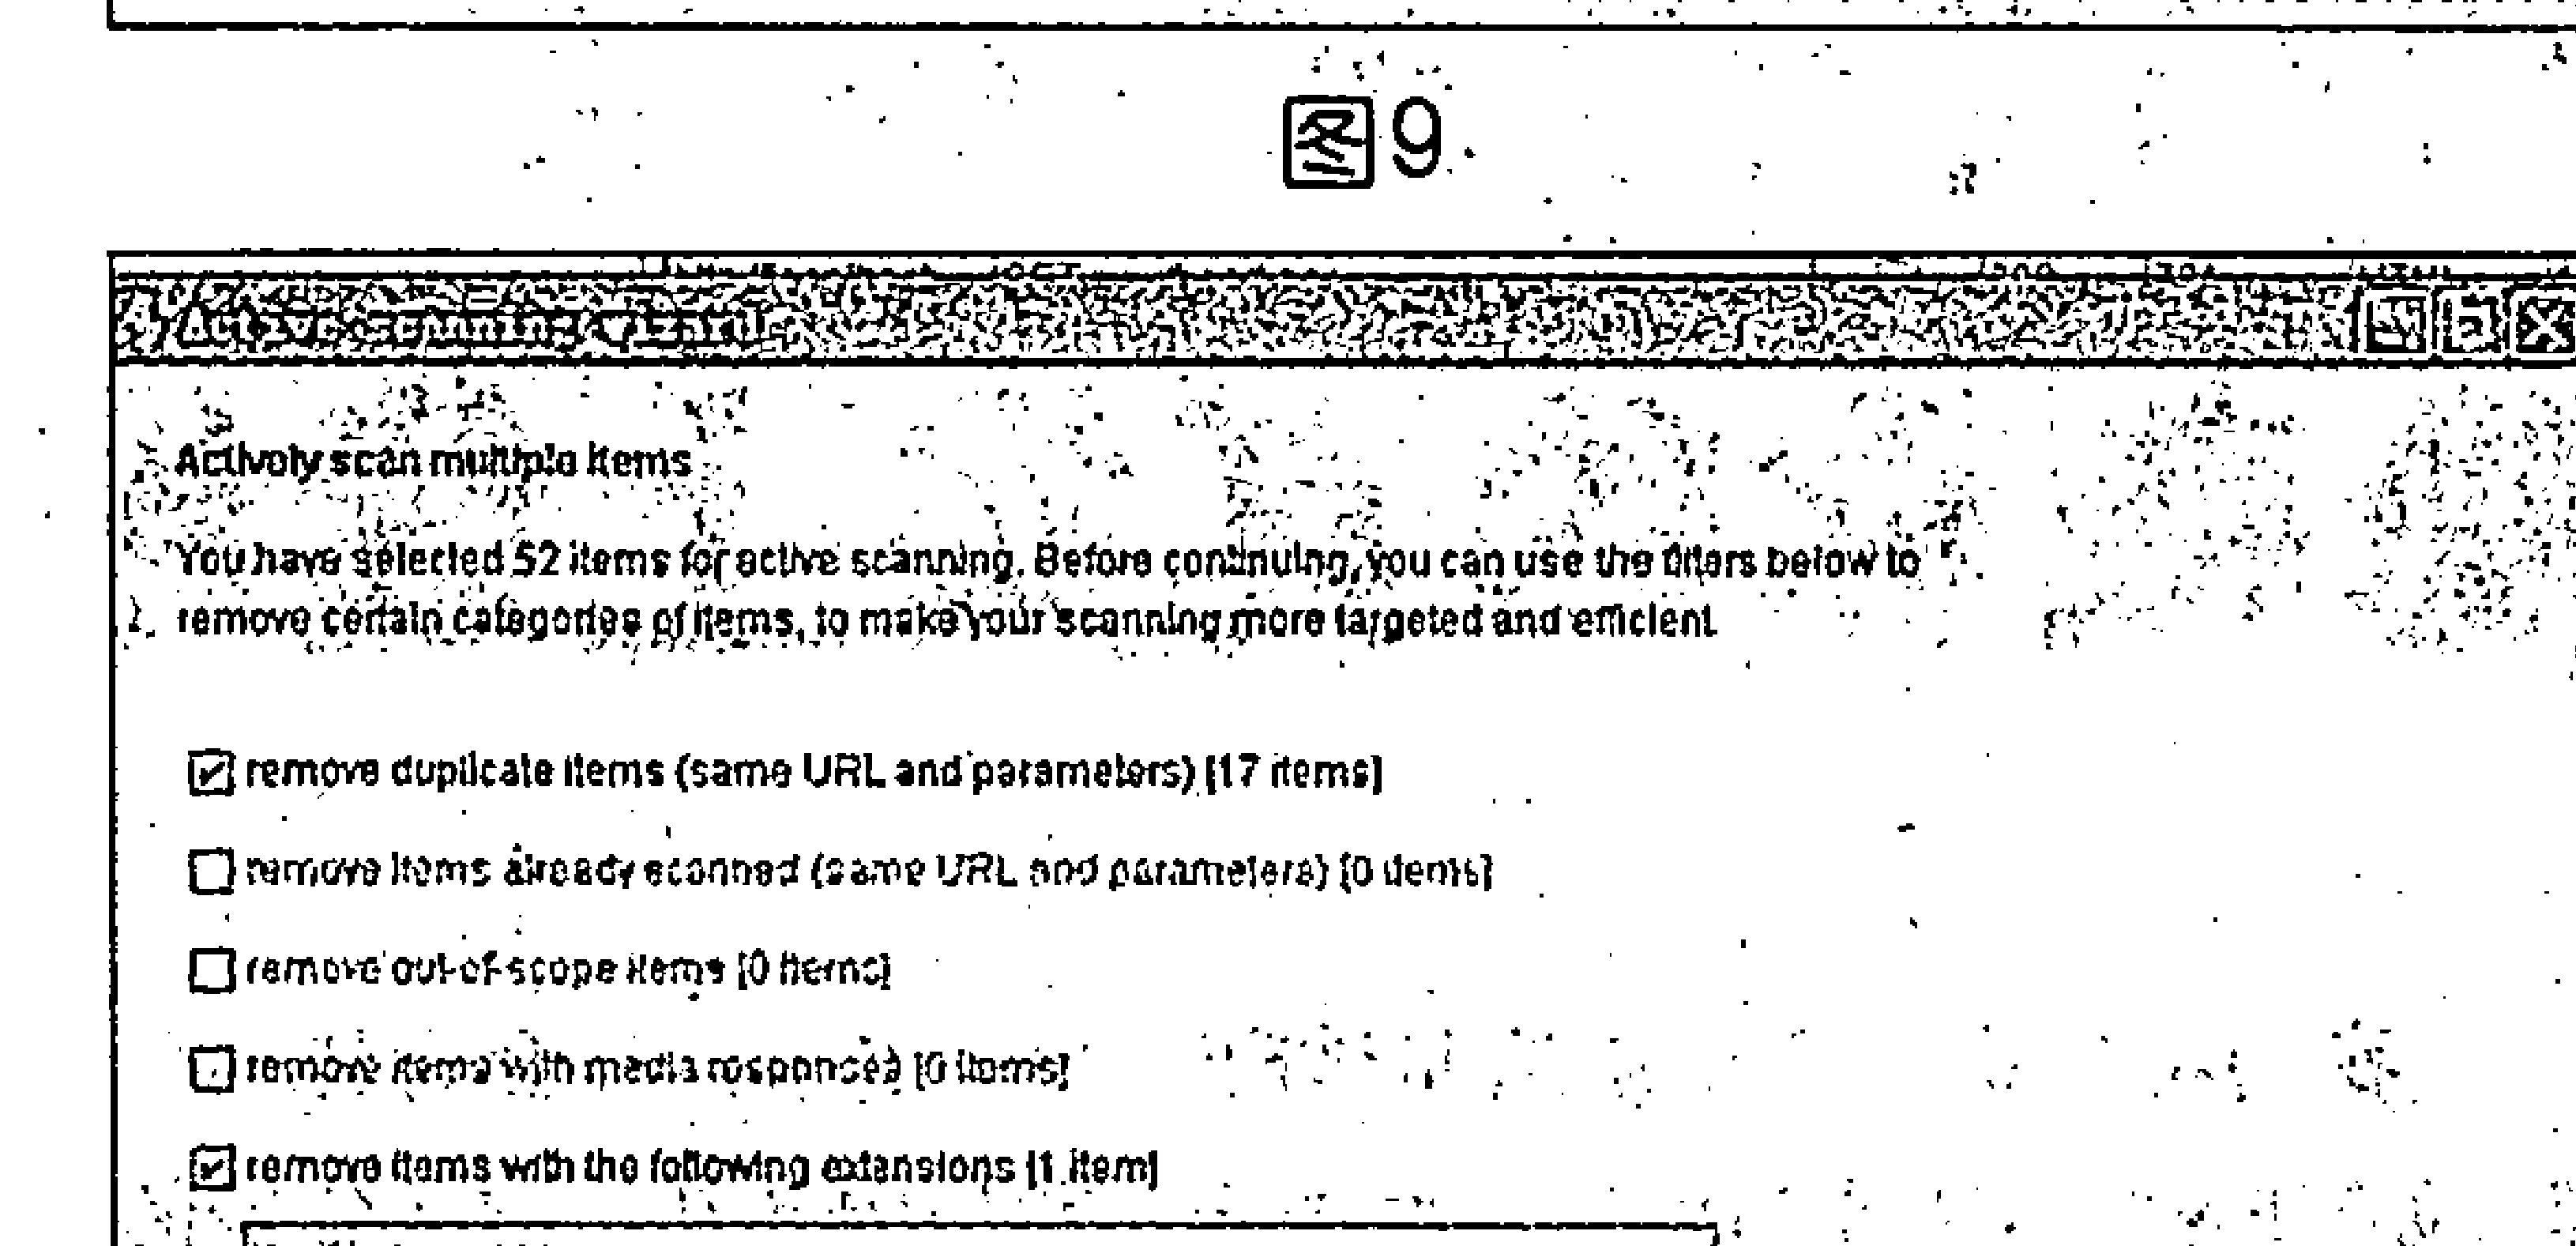 图9
Active scanning wizard
Actively scan multiple items
You have selected 52 items for active scanning. Before continuing, you can use the filters below to
remove certain categories of items, to make your scanning more targeted and efficient.
remove duplicate items (same URL and parameters) [17 items]
remove items already scanned (same URL and parameters) [0 items]
remove out-of-scope items [0 items]
remove items with media responses [0 items]
remove items with the following extensions [1 item]